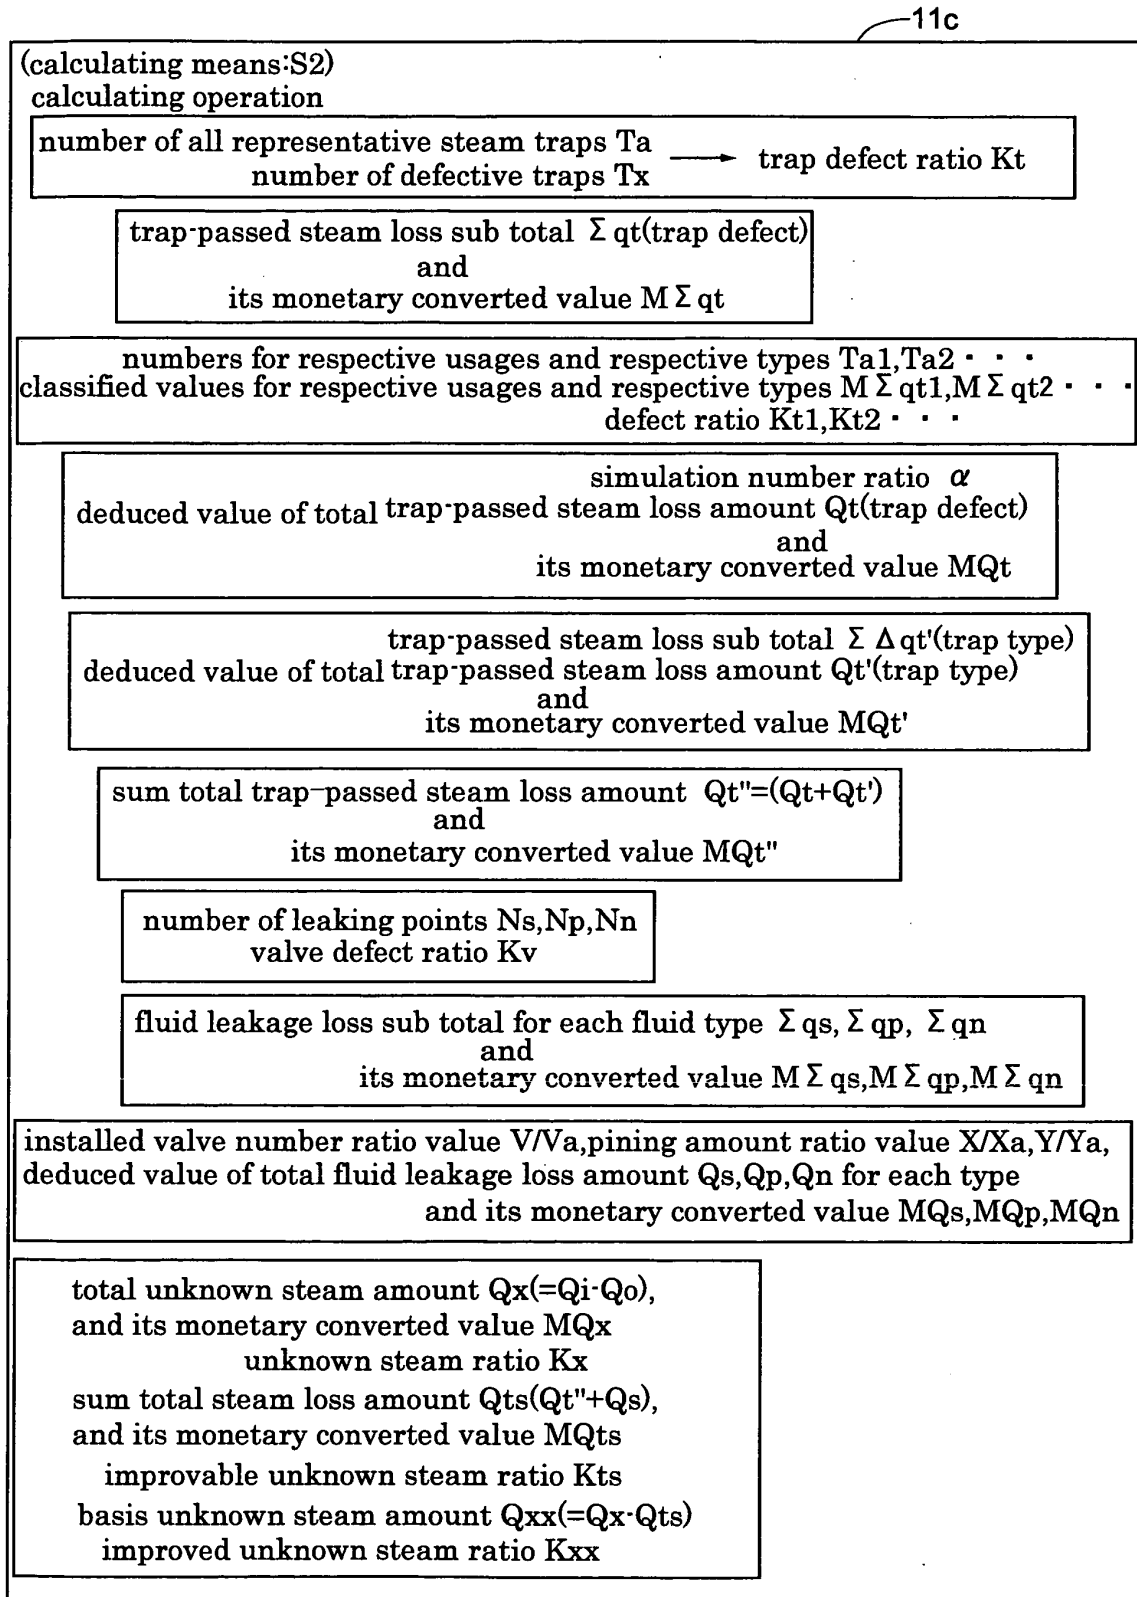 11c
(calculating means:S2)
calculating operation
number of all representative steam traps Ta
number of defective traps Tx
→ trap defect ratio Kt
trap-passed steam loss sub total Σqt(trap defect)
and
its monetary converted value MΣqt
numbers for respective usages and respective types Ta1,Ta2・・・
classified values for respective usages and respective types MΣqt1,MΣqt2・・・
defect ratio Kt1,Kt2・・・
simulation number ratio α
deduced value of total trap-passed steam loss amount Qt(trap defect)
and
its monetary converted value MQt
trap-passed steam loss sub total ΣΔqt'(trap type)
deduced value of total trap-passed steam loss amount Qt'(trap type)
and
its monetary converted value MQt'
sum total trap-passed steam loss amount Qt"=(Qt+Qt')
and
its monetary converted value MQt"
number of leaking points Ns,Np,Nn
valve defect ratio Kv
fluid leakage loss sub total for each fluid type Σqs,Σqp, Σqn
and
its monetary converted value MΣqs,MΣqp,MΣqn
installed valve number ratio value V/Va,pining amount ratio value X/Xa,Y/Ya,
deduced value of total fluid leakage loss amount Qs,Qp,Qn for each type
and its monetary converted value MQs,MQp,MQn
total unknown steam amount Qx(=Qi-Qo),
and its monetary converted value MQx
unknown steam ratio Kx
sum total steam loss amount Qts(Qt"+Qs),
and its monetary converted value MQts
improvable unknown steam ratio Kts
basis unknown steam amount Qxx(=Qx-Qts)
improved unknown steam ratio Kxx